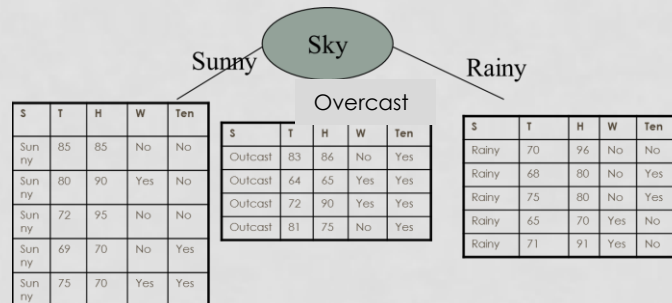 Sky
Sunny
Rainy
Overcast
S T H W Ten
Sun
ny 85 85 No No
Sun
ny 80 90 Yes No
Sun
ny 72 95 No No
Sun
ny 69 70 No Yes
Sun
ny 75 70 Yes Yes
S T H W Ten
Outcast 83 86 No Yes
Outcast 64 65 Yes Yes
Outcast 72 90 Yes Yes
Outcast 81 75 No Yes
S T H W Ten
Rainy 70 96 No No
Rainy 68 80 No Yes
Rainy 75 80 No Yes
Rainy 65 70 Yes No
Rainy 71 91 Yes No